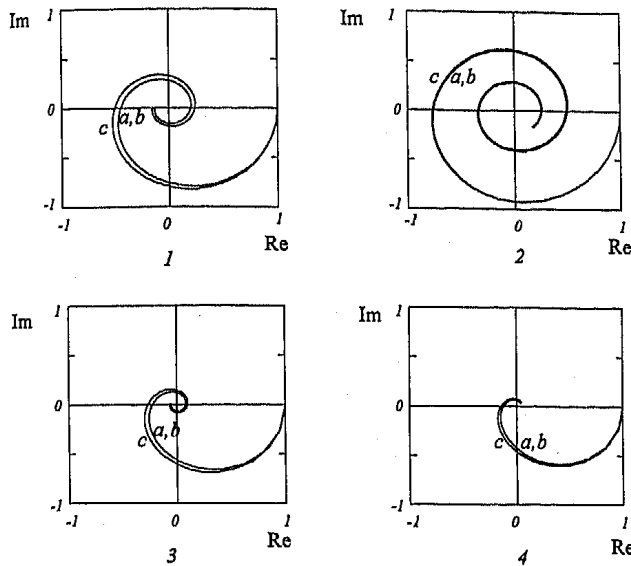 Im 1 0 -1 c a,b -1 0 1 Re 1
Im 1 0 -1 c a,b -1 0 1 Re 2
Im 1 0 -1 c a,b -1 0 1 Re 3
Im 1 0 -1 c a,b -1 0 1 Re 4